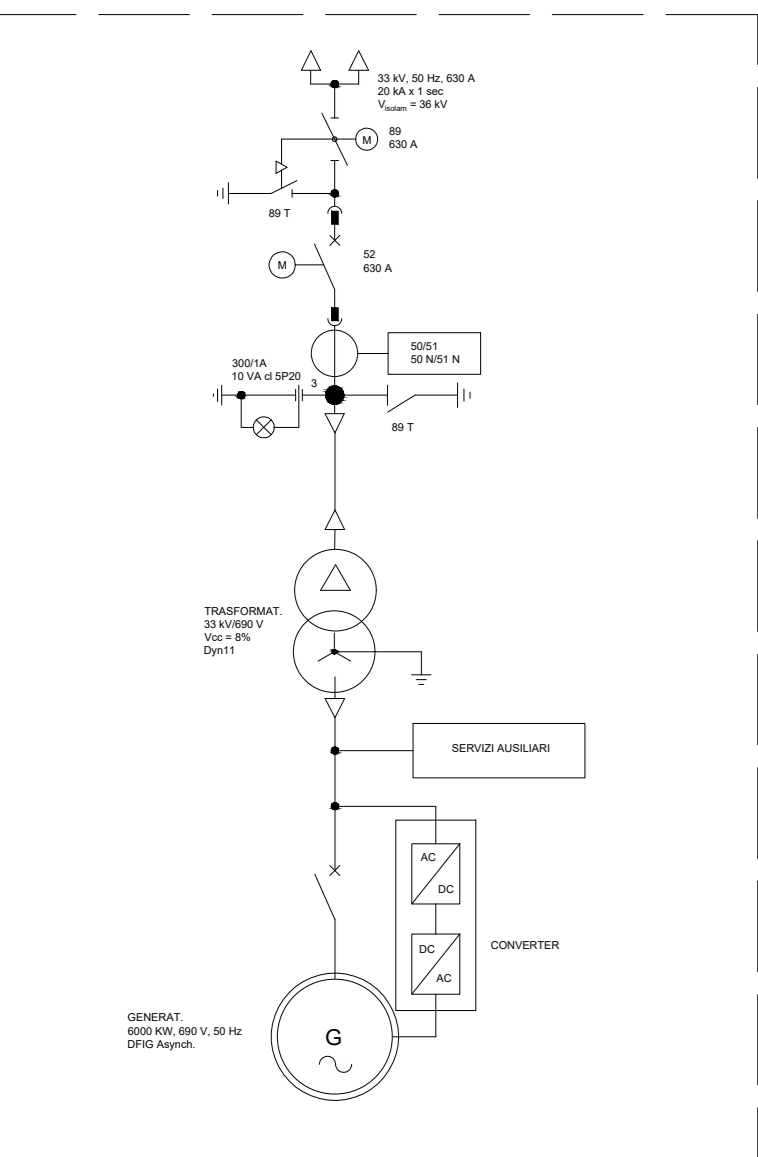 33 kV, 50 Hz, 630 A
20 kA x 1 sec
Visolam = 36 kV
M
89
630 A
89 T
M
52
630 A
50/51
50 N/51 N
300/1A
10 VA cl 5P20
3
89 T
TRASFORMAT.
33 kV/690 V
Vcc = 8%
Dyn11
SERVIZI AUSILIARI
AC
DC
DC
AC
CONVERTER
GENERAT.
6000 KW, 690 V, 50 Hz
DFIG Asynch.
G